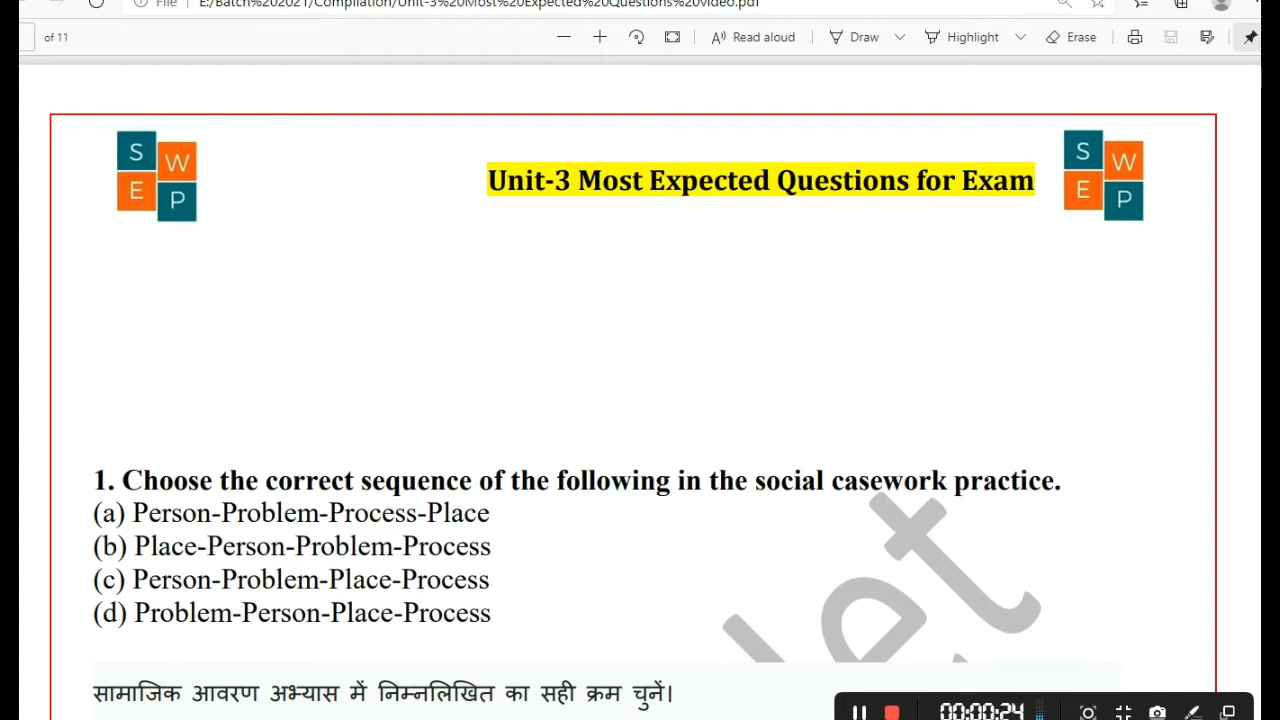 File
E:/Batch%202021/Compilation/Unit-3%20Most%20Expected%20Questions%20video.pdf
of 11
Read aloud
Draw
Highlight
Erase
S W E P
Unit-3 Most Expected Questions for Exam
S W E P
1. Choose the correct sequence of the following in the social casework practice.
(a) Person-Problem-Process-Place
(b) Place-Person-Problem-Process
(c) Person-Problem-Place-Process
(d) Problem-Person-Place-Process
et
सामाजिक आवरण अभ्यास में निम्नलिखित का सही क्रम चुनें।
00:00:24